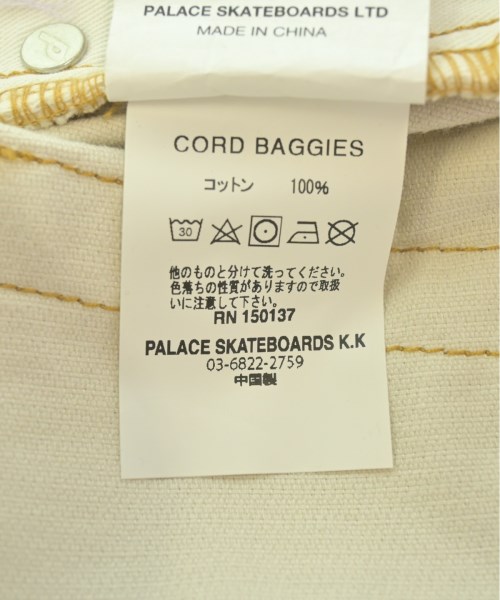 PALACE SKATEBOARDS LTD
MADE IN CHINA
CORD BAGGIES
コットン 100%
30
他のものと分けて洗ってください。
色落ちの性質がありますので取扱
いに注意して下さい。
RN 150137
PALACE SKATEBOARDS K.K
03-6822-2759
中国製